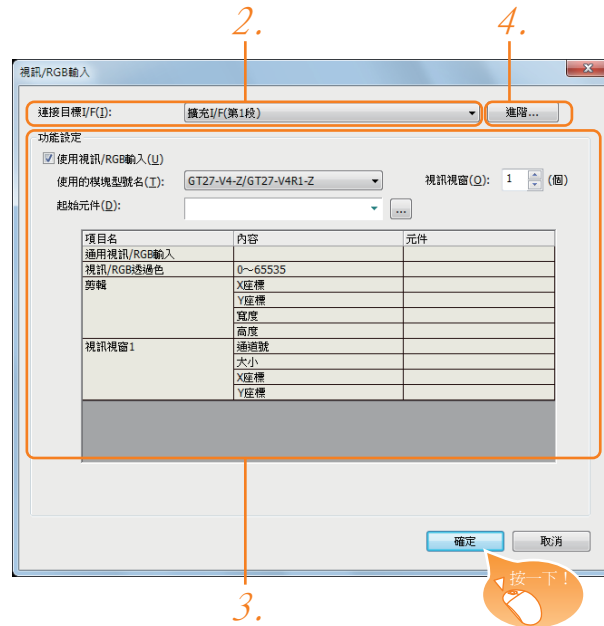 2.
4.
視訊/RGB輸入
連接目標I/F(I): 擴充I/F(第1段) 進階...
功能設定
使用視訊/RGB輸入(U)
使用的模塊型號名(T): GT27-V4-Z/GT27-V4R1-Z 視訊視窗(O): 1 (個)
起始元件(D): ...
項目名 內容 元件
通用視訊/RGB輸入
視訊/RGB透過色 0~65535
剪輯 X座標
Y座標
寬度
高度
視訊視窗1 通道號
大小
X座標
Y座標
確定 取消
按一下!
3.